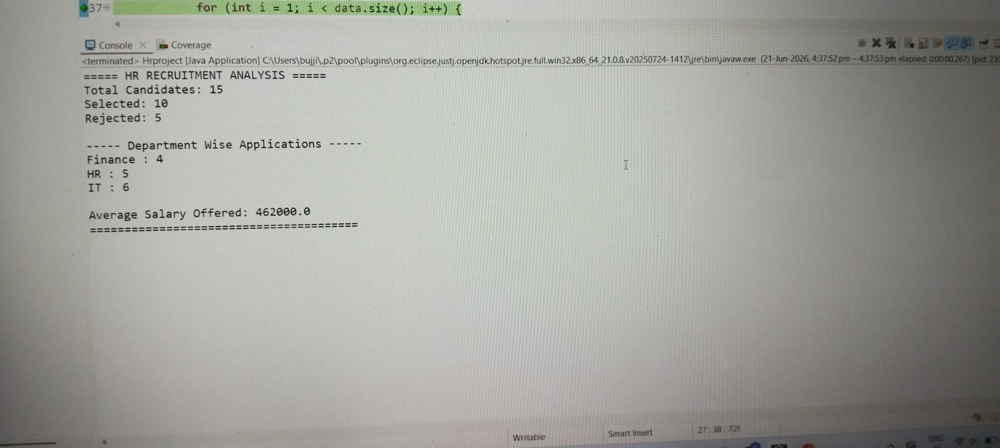 37
for (int i = 1; i < data.size(); i++) {
Console
Coverage
<terminated> Hrproject [Java Application] C:\Users\bujji\.p2\pool\plugins\org.eclipse.justj.openjdk.hotspot.jre.full.win32.x86_64_21.0.8.v20250724-1412\jre\bin\javaw.exe (21-Jun-2026, 4:37:52 pm – 4:37:53 pm elapsed: 0:00:00.267) [pid: 230
===== HR RECRUITMENT ANALYSIS =====
Total Candidates: 15
Selected: 10
Rejected: 5
----- Department Wise Applications -----
Finance : 4
HR : 5
IT : 6
Average Salary Offered: 462000.0
=======================================
Writable
Smart Insert
27 : 38 : 721
ENG